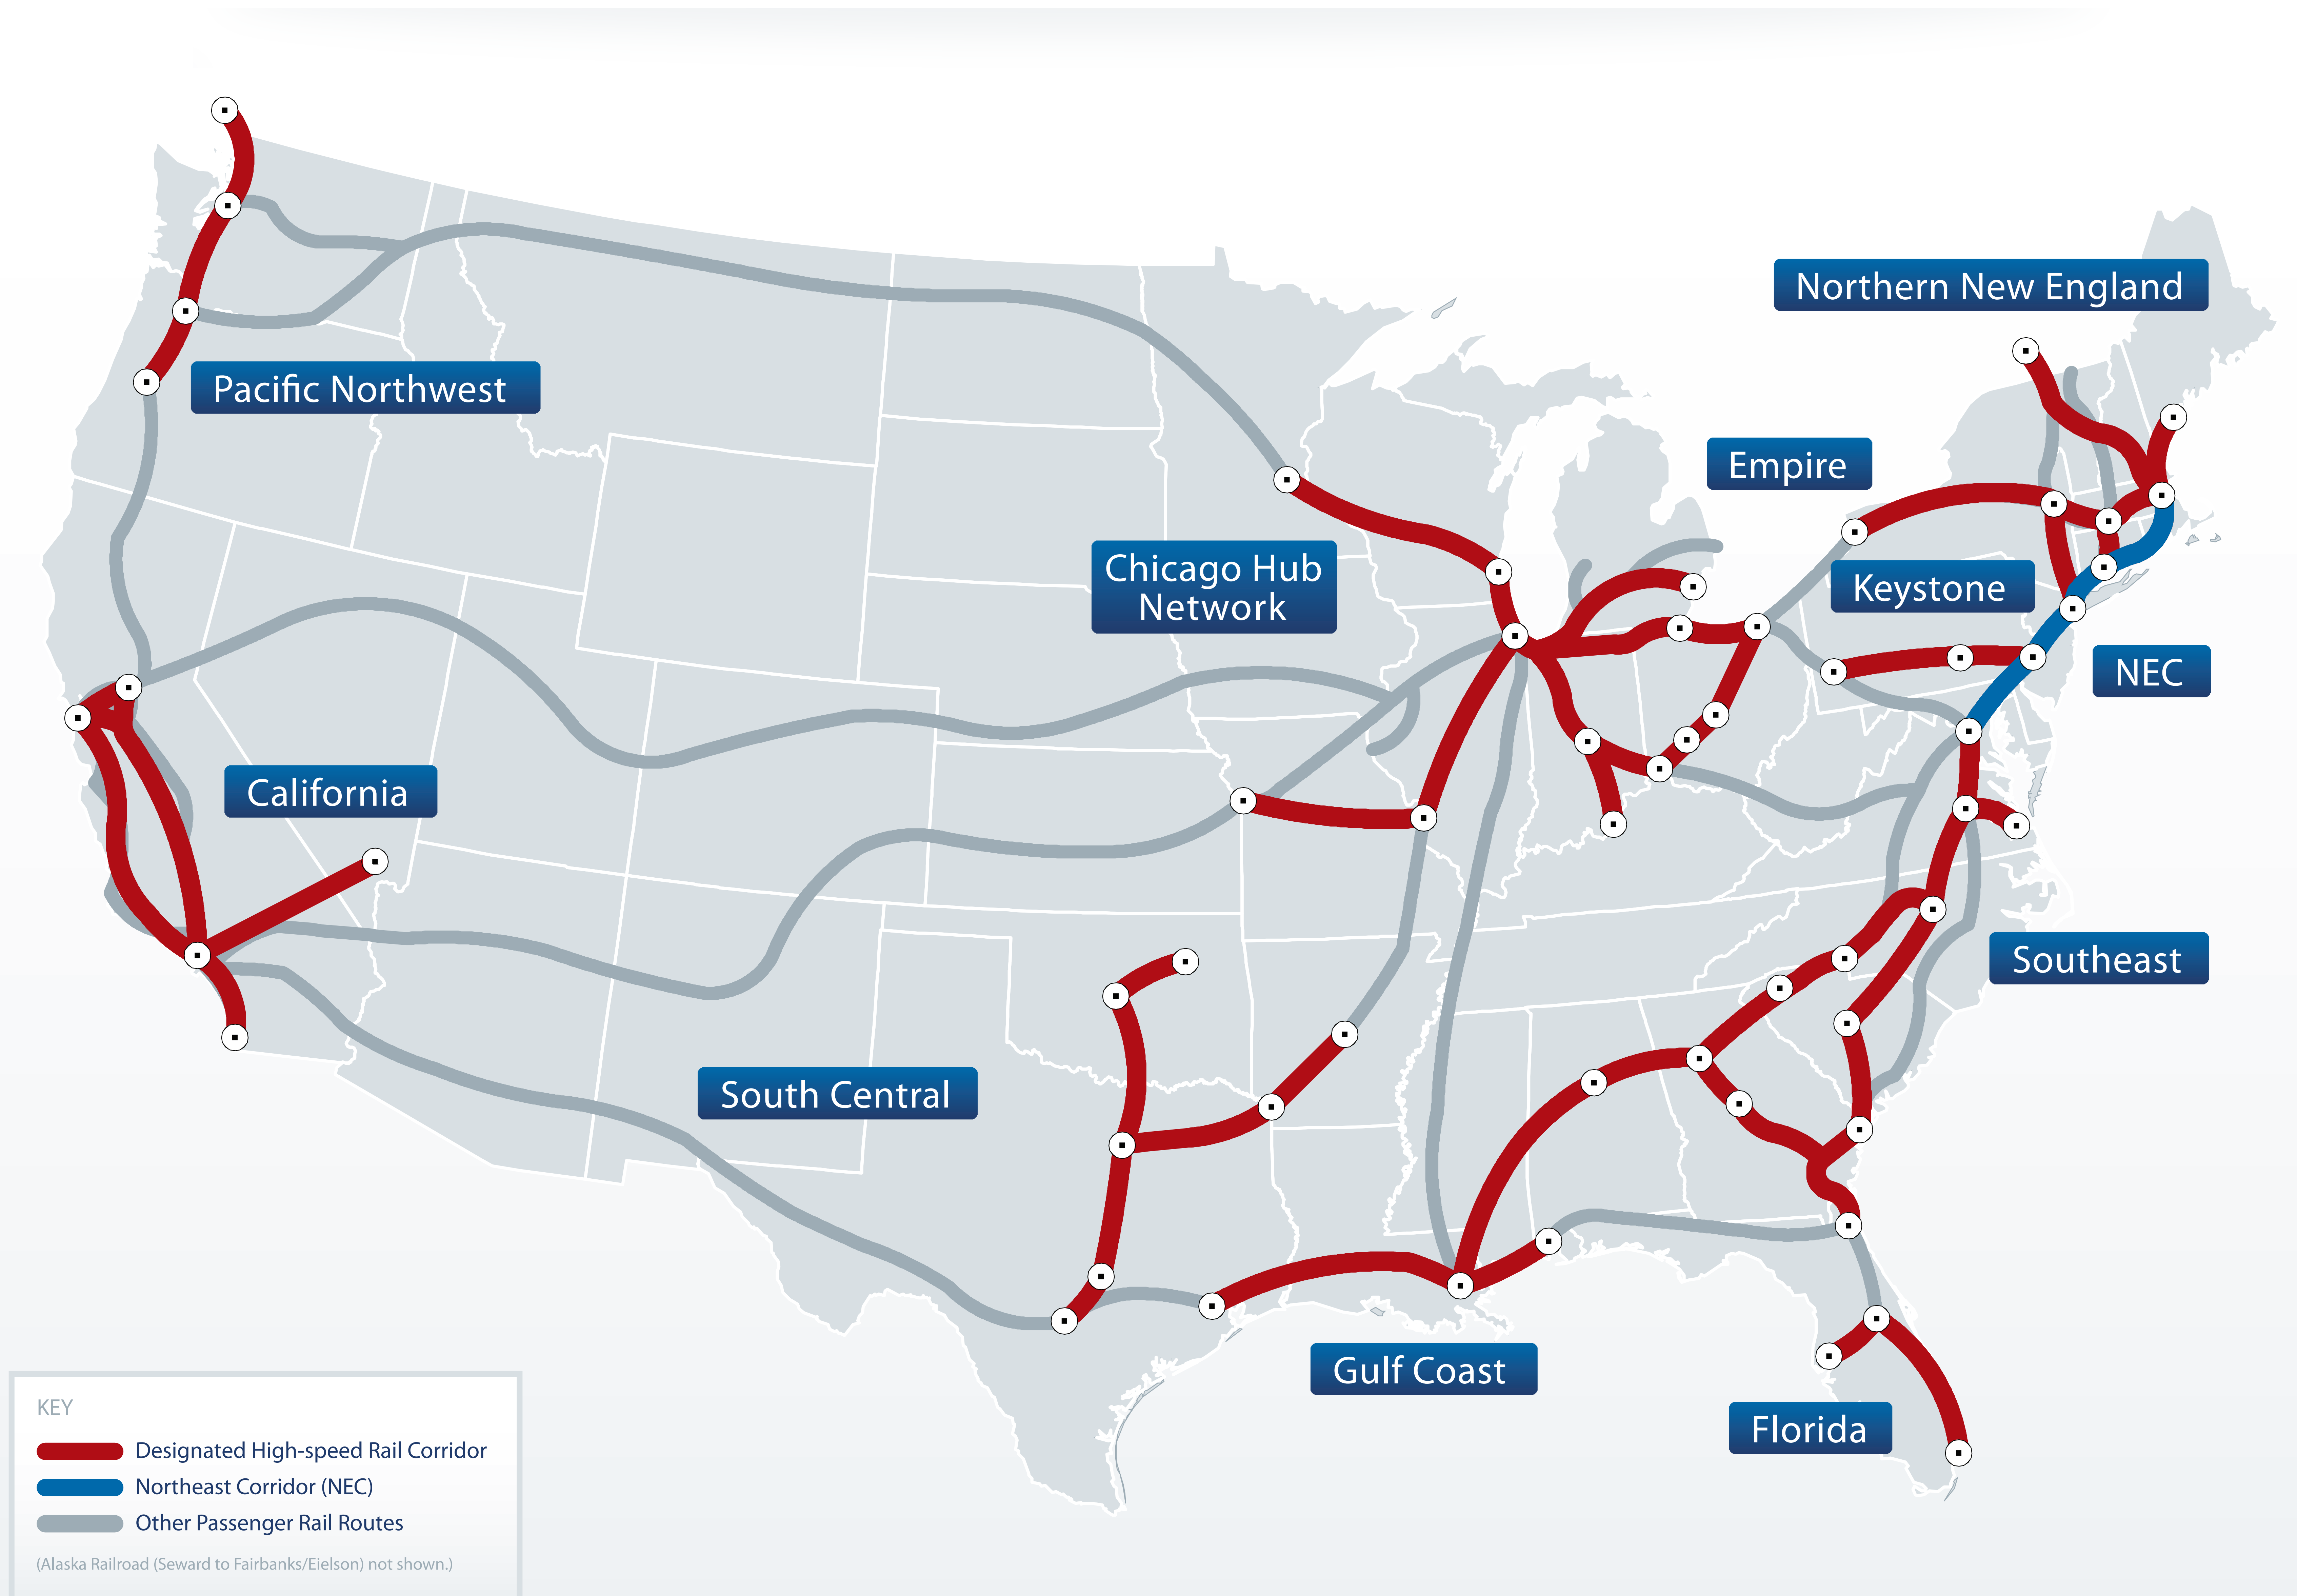 Northern New England
Pacific Northwest
Empire
Chicago Hub
Network
Keystone
NEC
California
Southeast
South Central
Gulf Coast
Florida
KEY
Designated High-speed Rail Corridor
Northeast Corridor (NEC)
Other Passenger Rail Routes
(Alaska Railroad (Seward to Fairbanks/Eielson) not shown.)